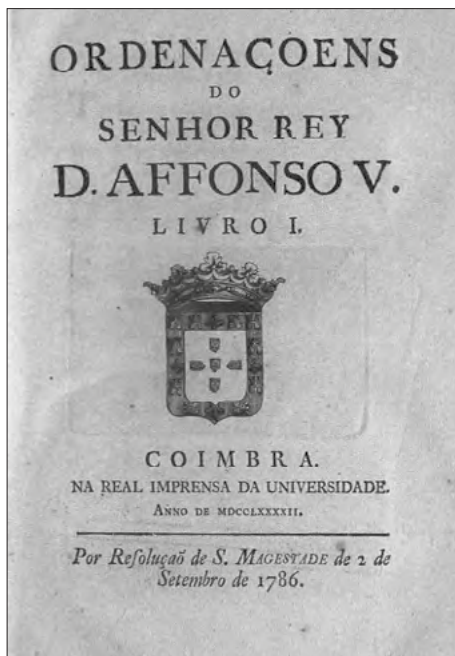 ORDENAÇOENS
DO
SENHOR REY
D. AFFONSO V.
LIVRO I.
COIMBRA.
NA REAL IMPRENSA DA UNIVERSIDADE.
ANNO DE MDCCLXXXXII.
Por Reſoluçaõ de S. MAGESTADE de 2 de
Setembro de 1786.